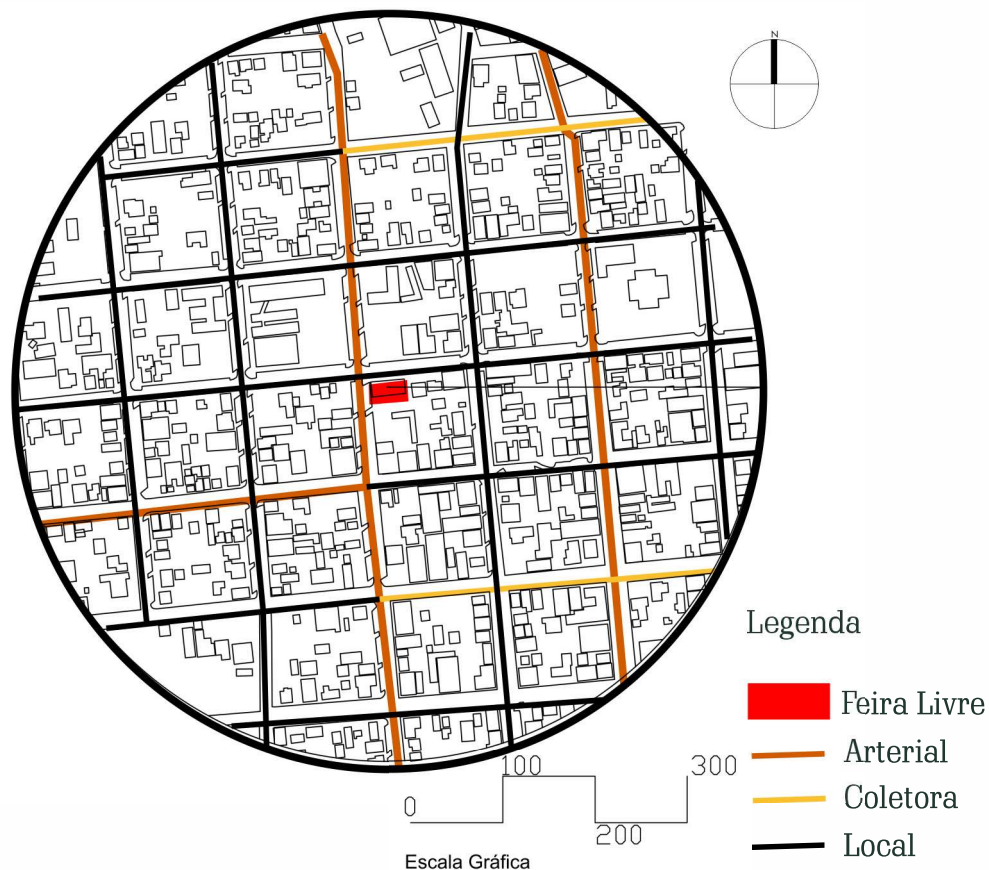 N
Legenda
Feira Livre
Arterial
Coletora
Local
0
100
200
300
Escala Gráfica